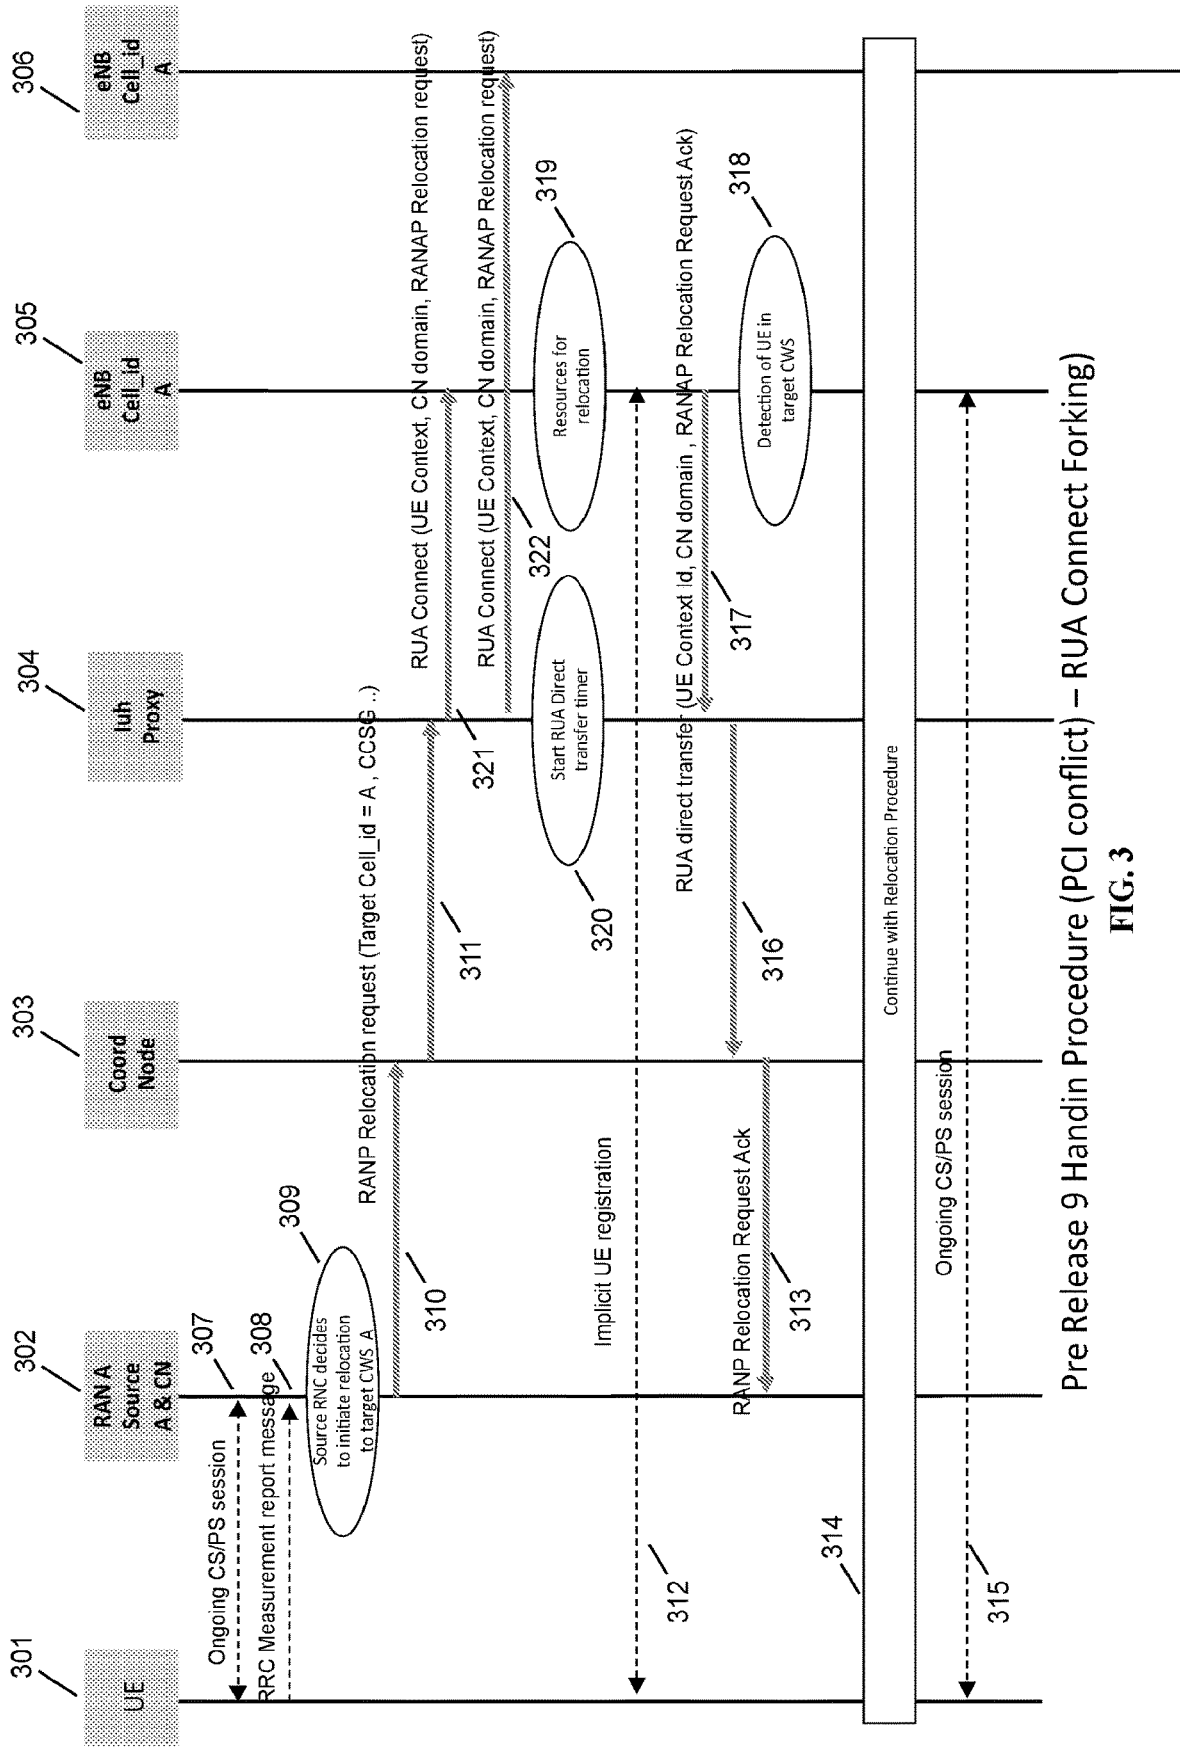 301
UE
302
RAN A
Source
A & CN
303
Coord
Node
304
Iuh
Proxy
305
eNB
Cell_id
A
306
eNB
Cell_id
A
Ongoing CS/PS session
307
RRC Measurement report message
308
Source RNC decides
to initiate relocation
to target CWS A
309
RANP Relocation request (Target Cell_id = A , CCSG ..)
310
311
RUA Connect (UE Context, CN domain, RANAP Relocation request)
321
RUA Connect (UE Context, CN domain, RANAP Relocation request)
322
Start RUA Direct
transfer timer
320
Resources for
relocation
319
Implicit UE registration
312
RUA direct transfer (UE Context Id, CN domain , RANAP Relocation Request Ack)
317
316
RANP Relocation Request Ack
313
Detection of UE in
target CWS
318
314
Continue with Relocation Procedure
Ongoing CS/PS session
315
Pre Release 9 Handin Procedure (PCI conflict) – RUA Connect Forking
FIG. 3